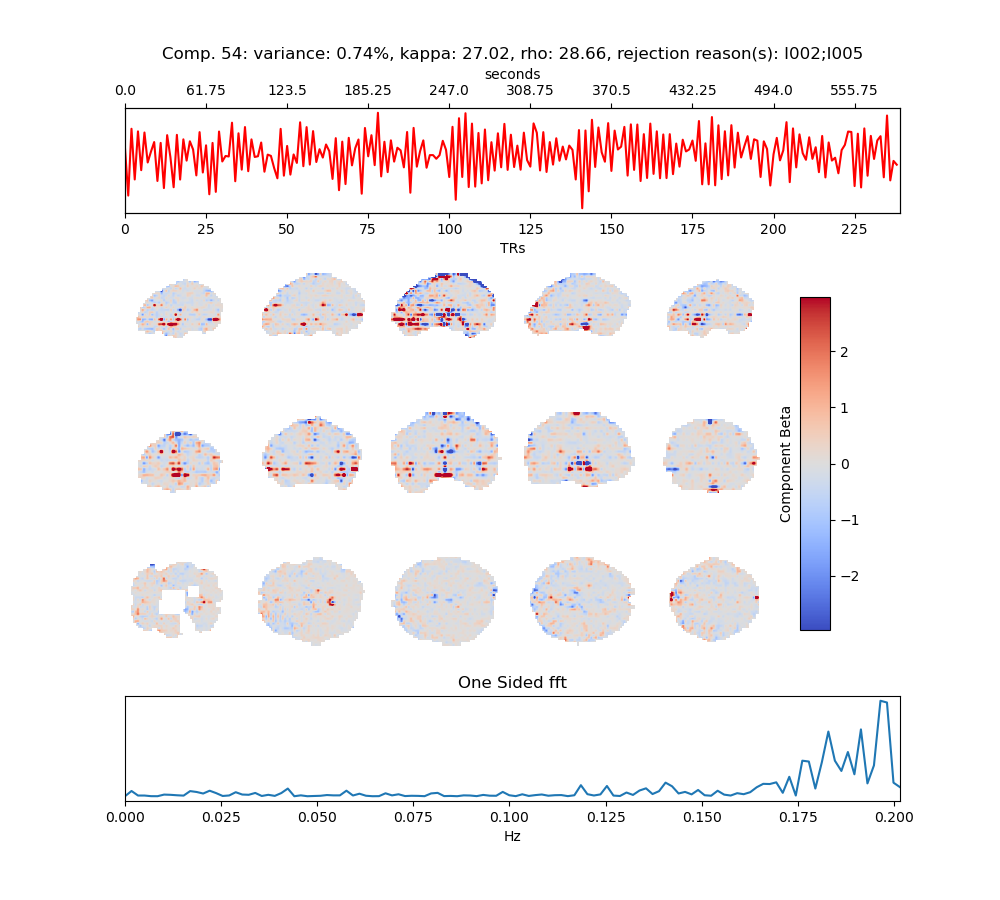 Comp. 54: variance: 0.74%, kappa: 27.02, rho: 28.66, rejection reason(s): I002;I005
seconds
0.0 61.75 123.5 185.25 247.0 308.75 370.5 432.25 494.0 555.75
0 25 50 75 100 125 150 175 200 225
TRs
2
1
0
−1
−2
Component Beta
One Sided fft
0.000 0.025 0.050 0.075 0.100 0.125 0.150 0.175 0.200
Hz